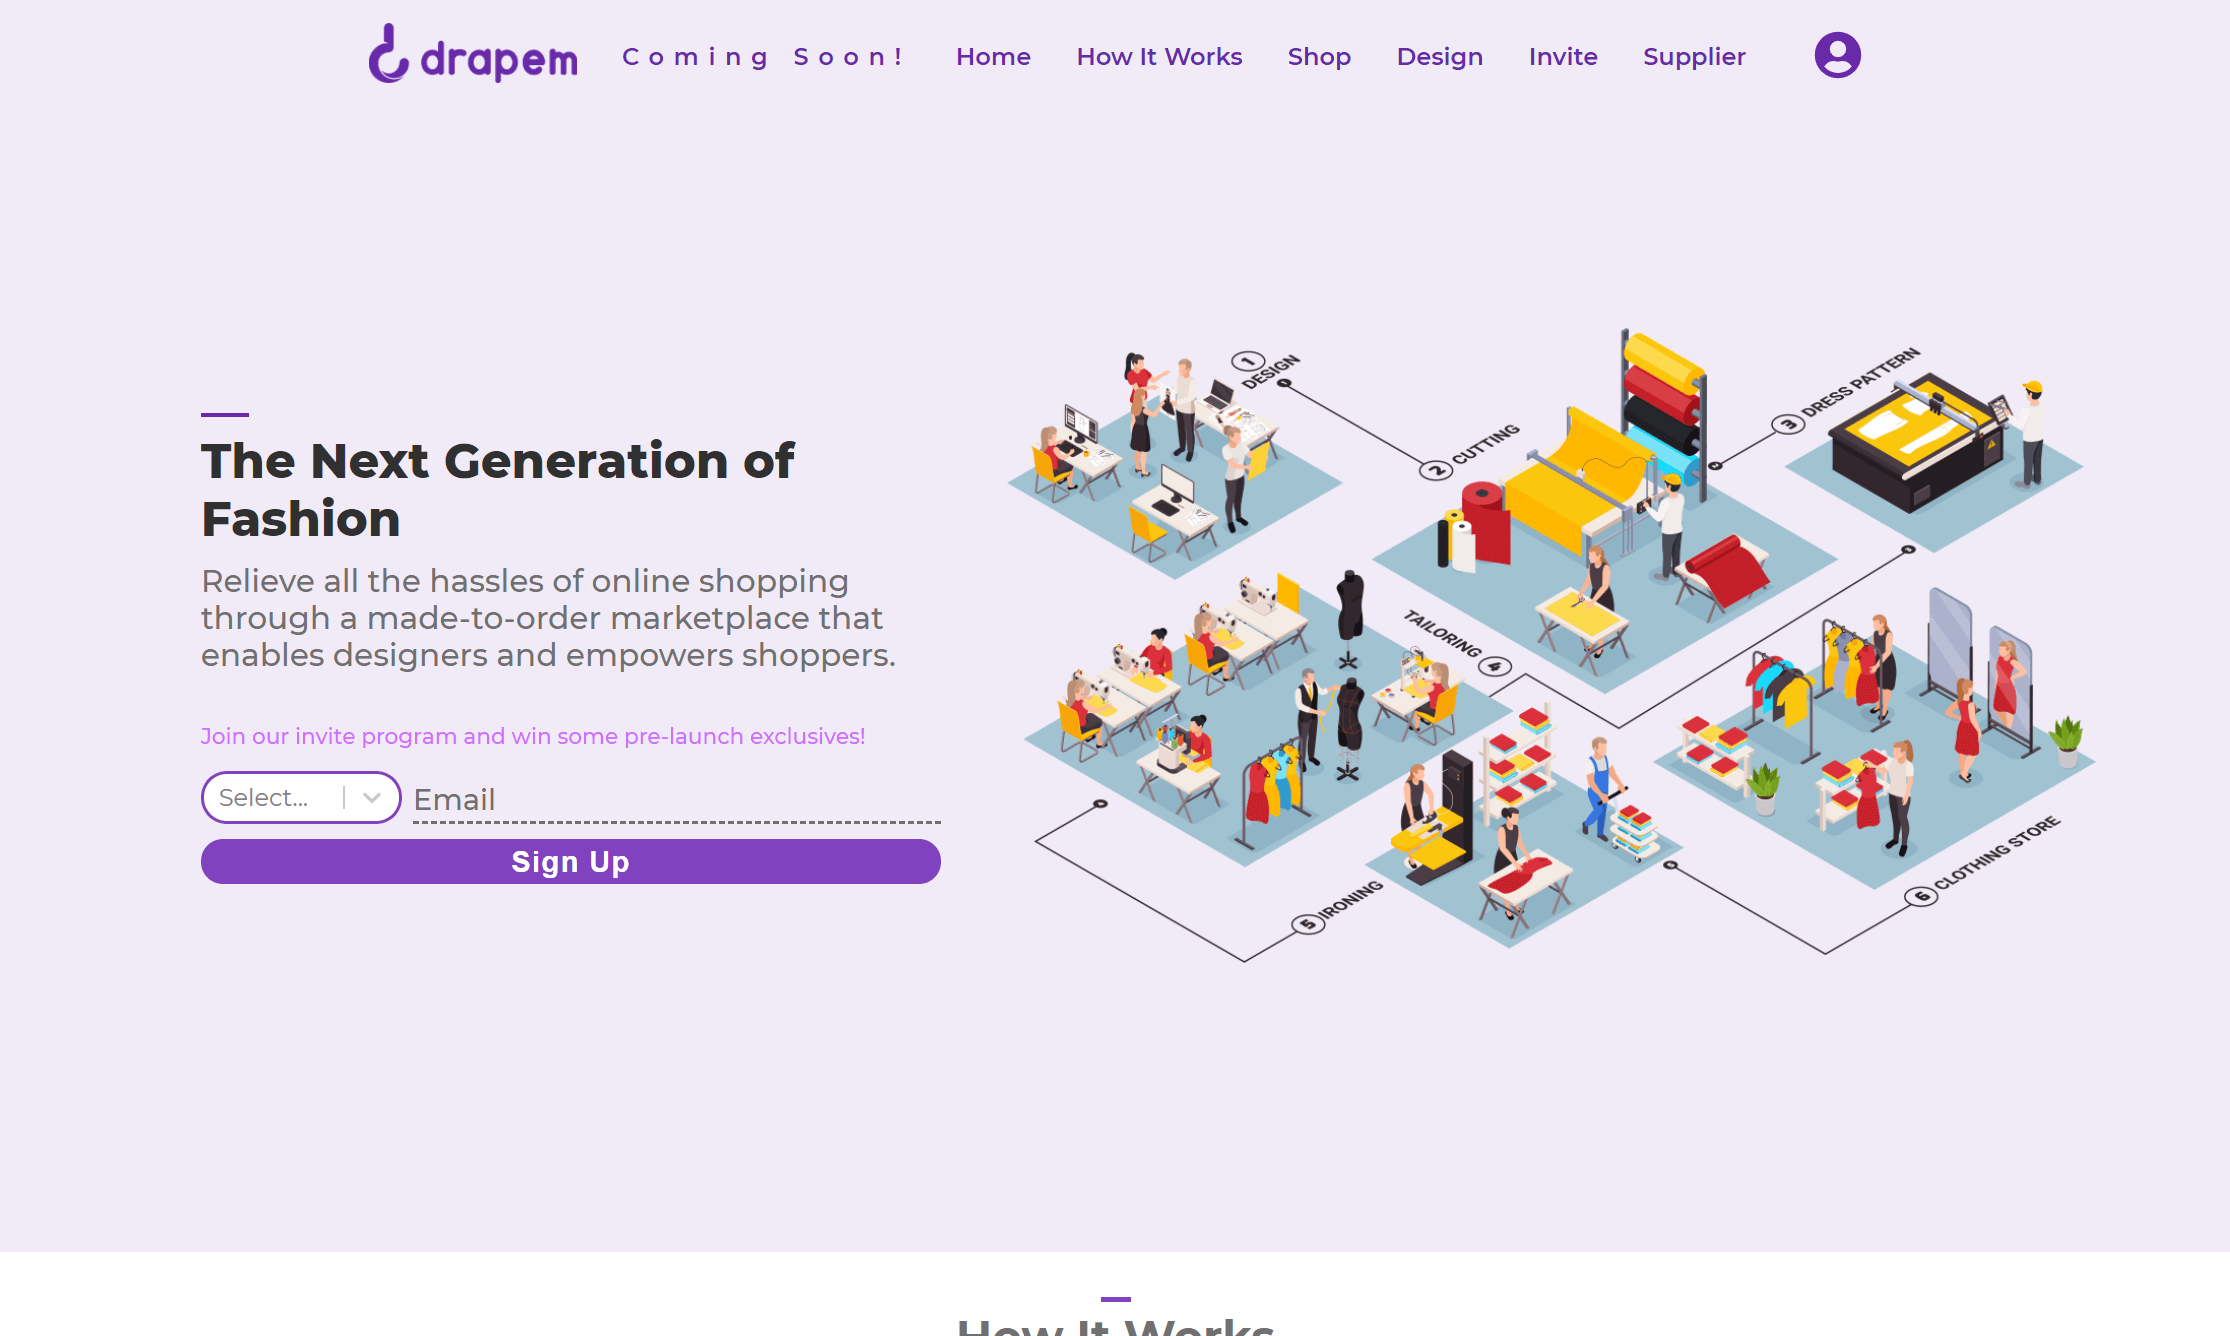 drapem
Coming Soon!
Home
How It Works
Shop
Design
Invite
Supplier
The Next Generation of
Fashion
Relieve all the hassles of online shopping
through a made-to-order marketplace that
enables designers and empowers shoppers.
Join our invite program and win some pre-launch exclusives!
Select...
Email
Sign Up
1
DESIGN
2 CUTTING
3 DRESS PATTERN
TAILORING 4
5 IRONING
6 CLOTHING STORE
How It Works